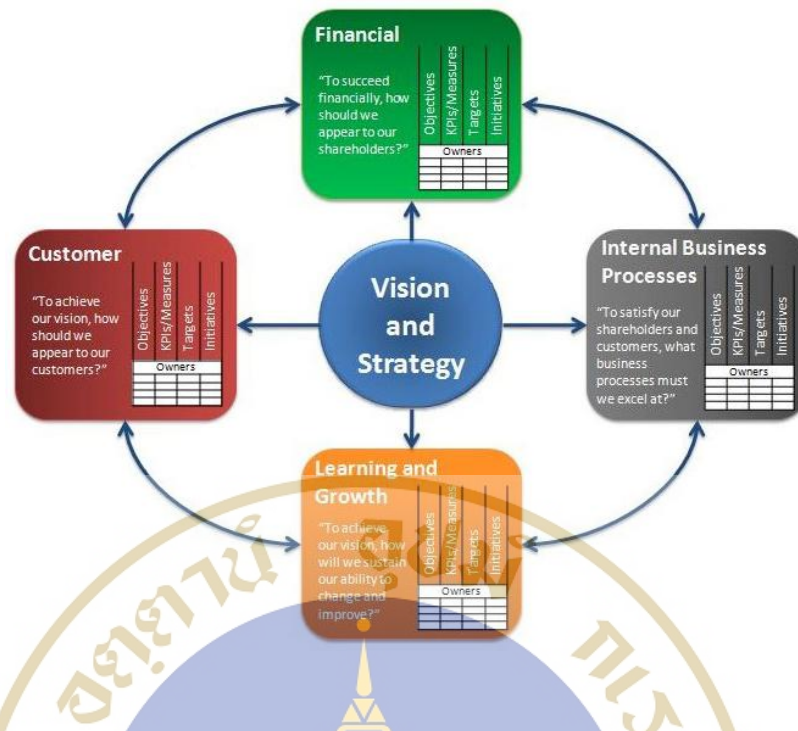 Financial
"To succeed
financially, how
should we
appear to our
shareholders?"
Objectives
KPIs/Measures
Targets
Initiatives
Owners
Customer
"To achieve
our vision, how
should we
appear to our
customers?"
Objectives
KPIs/Measures
Targets
Initiatives
Owners
Vision
and
Strategy
Internal Business
Processes
"To satisfy our
shareholders and
customers, what
business
processes must
we excel at?"
Objectives
KPIs/Measures
Targets
Initiatives
Owners
Learning and
Growth
"To achieve
our vision, how
will we sustain
our ability to
change and
improve?"
Objectives
KPIs/Measures
Targets
Initiatives
Owners